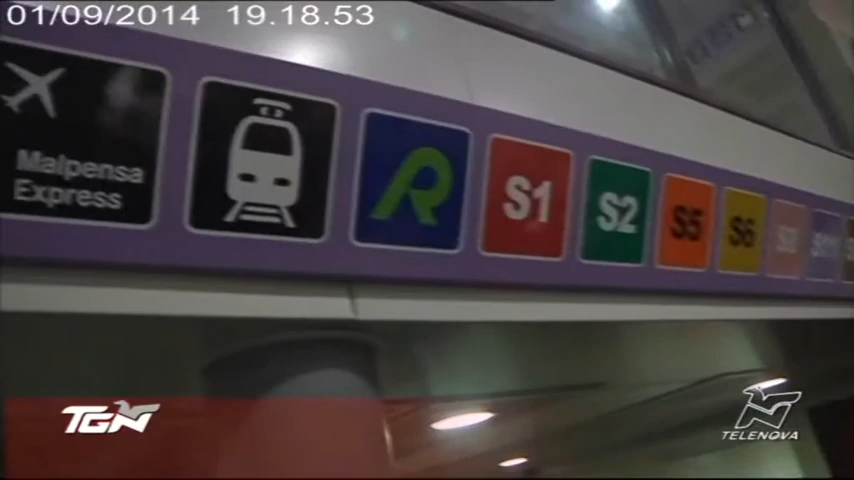 01/09/2014 19.18.53
Malpensa
Express
R
S1
S2
S5
S6
TGN
TELENOVA